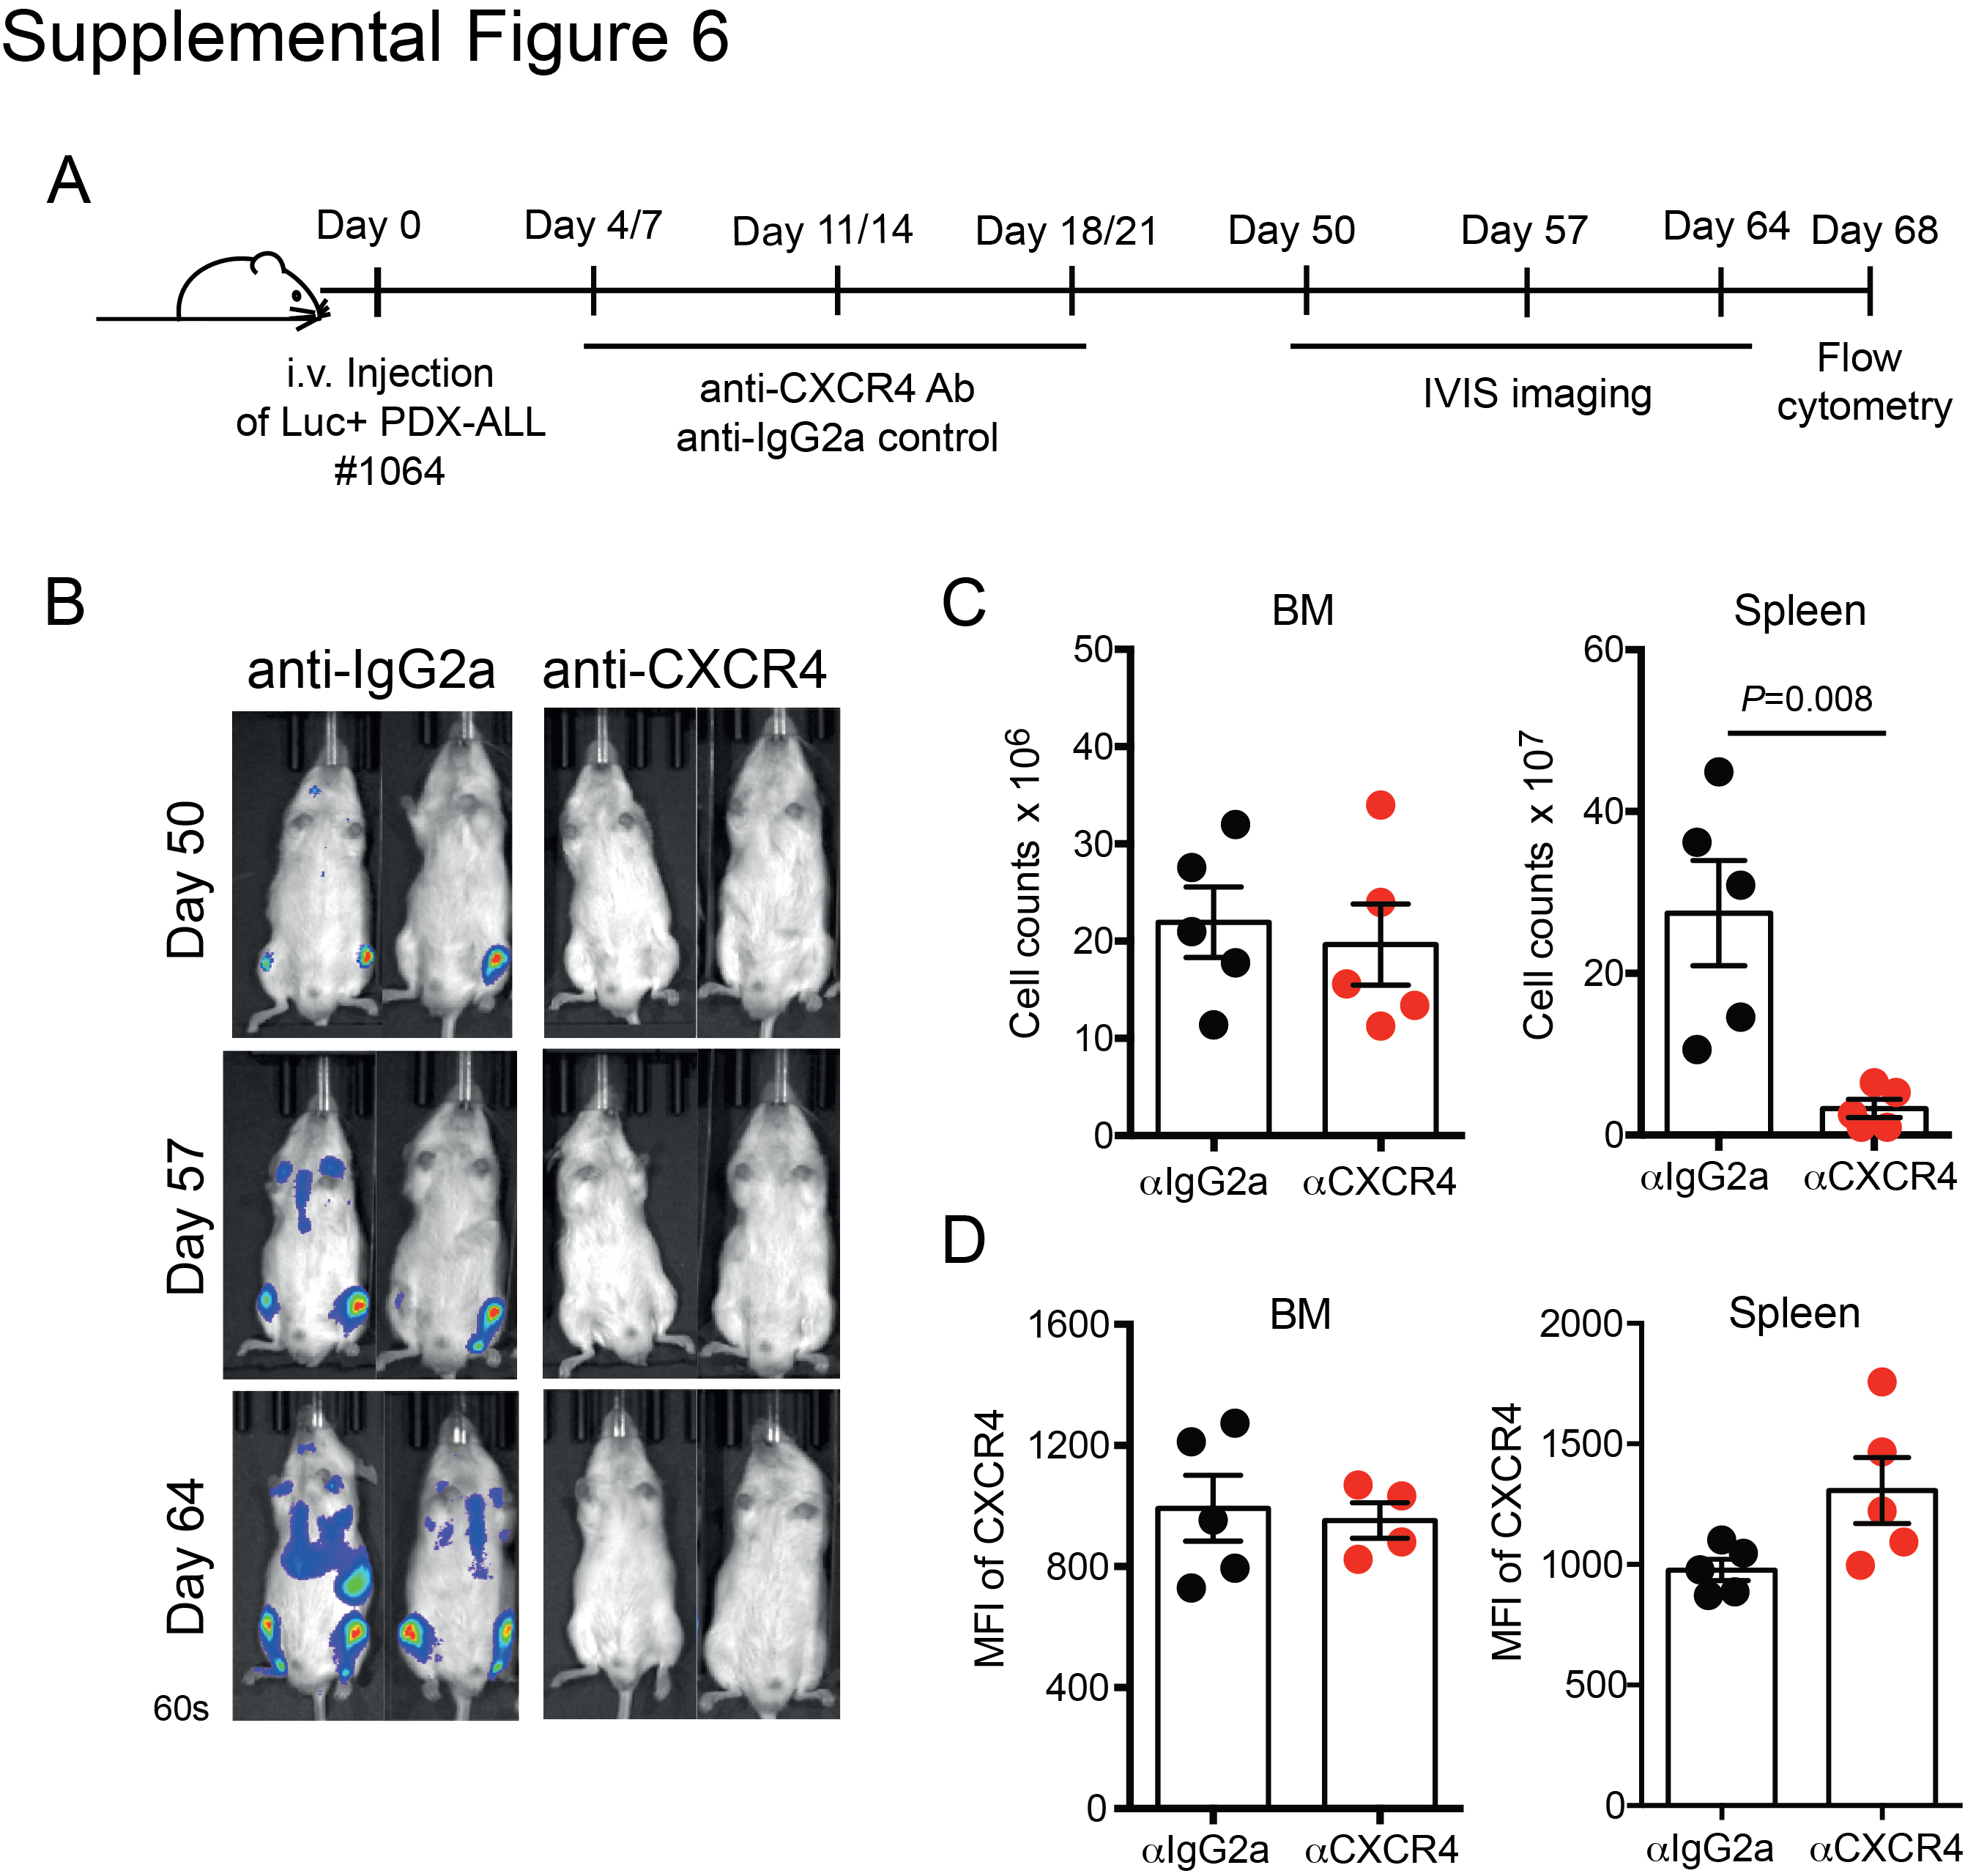 Supplemental Figure 6
A
Day 0
Day 4/7
Day 11/14
Day 18/21
Day 50
Day 57
Day 64
Day 68
i.v. Injection
of Luc+ PDX-ALL
#1064
anti-CXCR4 Ab
anti-IgG2a control
IVIS imaging
Flow
cytometry
B
anti-IgG2a
anti-CXCR4
Day 50
Day 57
Day 64
60s
C
BM
Cell counts x 10⁶
50
40
30
20
10
0
αIgG2a
αCXCR4
Spleen
P=0.008
Cell counts x 10⁷
60
40
20
0
αIgG2a
αCXCR4
D
BM
MFI of CXCR4
1600
1200
800
400
0
αIgG2a
αCXCR4
Spleen
MFI of CXCR4
2000
1500
1000
500
0
αIgG2a
αCXCR4